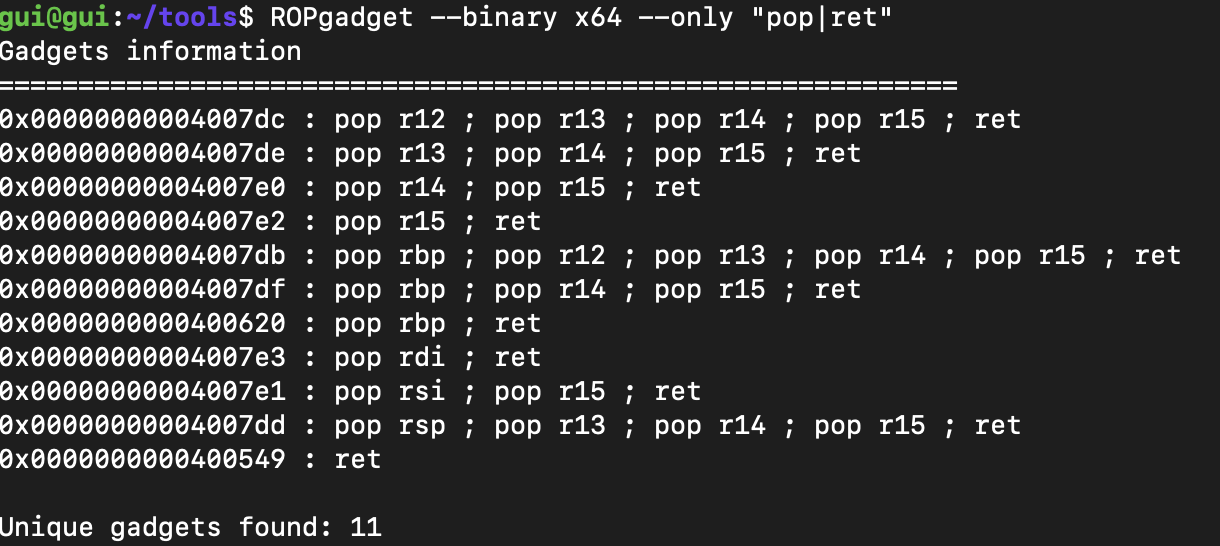 gui@gui:~/tools$ ROPgadget --binary x64 --only "pop|ret"
Gadgets information
============================================================
0x00000000004007dc : pop r12 ; pop r13 ; pop r14 ; pop r15 ; ret
0x00000000004007de : pop r13 ; pop r14 ; pop r15 ; ret
0x00000000004007e0 : pop r14 ; pop r15 ; ret
0x00000000004007e2 : pop r15 ; ret
0x00000000004007db : pop rbp ; pop r12 ; pop r13 ; pop r14 ; pop r15 ; ret
0x00000000004007df : pop rbp ; pop r14 ; pop r15 ; ret
0x0000000000400620 : pop rbp ; ret
0x00000000004007e3 : pop rdi ; ret
0x00000000004007e1 : pop rsi ; pop r15 ; ret
0x00000000004007dd : pop rsp ; pop r13 ; pop r14 ; pop r15 ; ret
0x0000000000400549 : ret
Unique gadgets found: 11